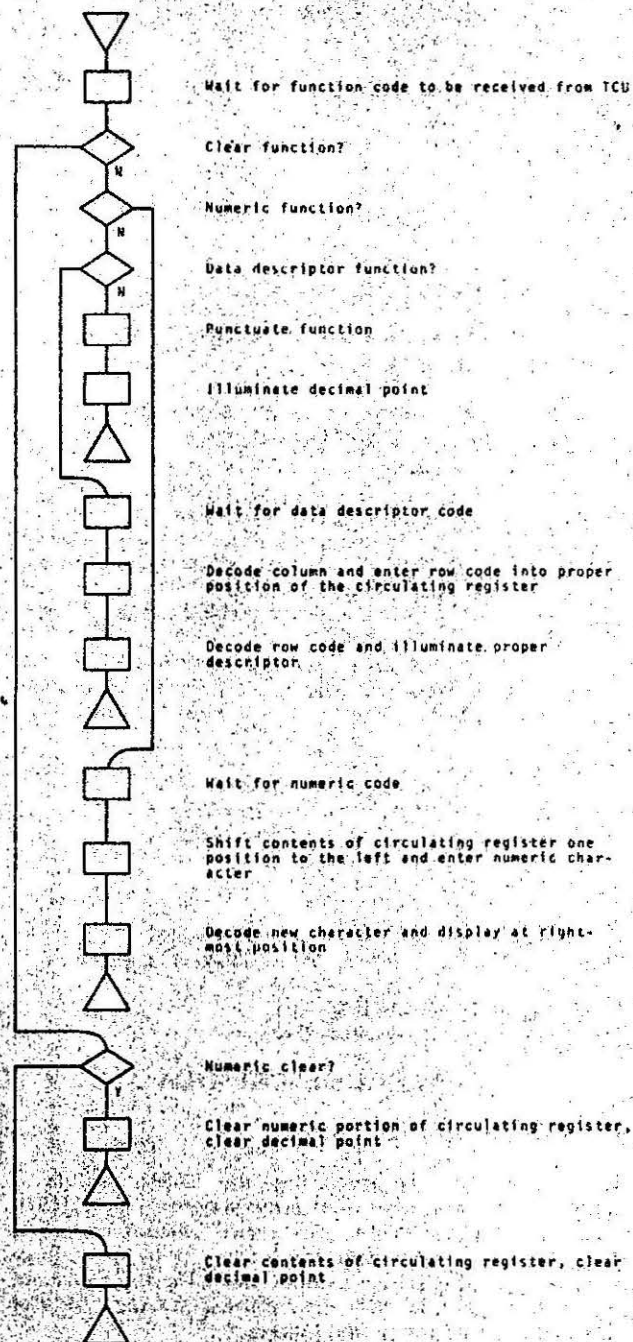 Wait for function code to be received from TCU
Clear function?
N
Numeric function?
N
Data descriptor function?
N
Punctuate function
Illuminate decimal point
Wait for data descriptor code
Decode column and enter row code into proper
position of the circulating register
Decode row code and illuminate proper
descriptor
Wait for numeric code
Shift contents of circulating register one
position to the left and enter numeric char-
acter
Decode new character and display at right-
most position
Numeric clear?
Y
Clear numeric portion of circulating register,
clear decimal point
Clear contents of circulating register, clear
decimal point